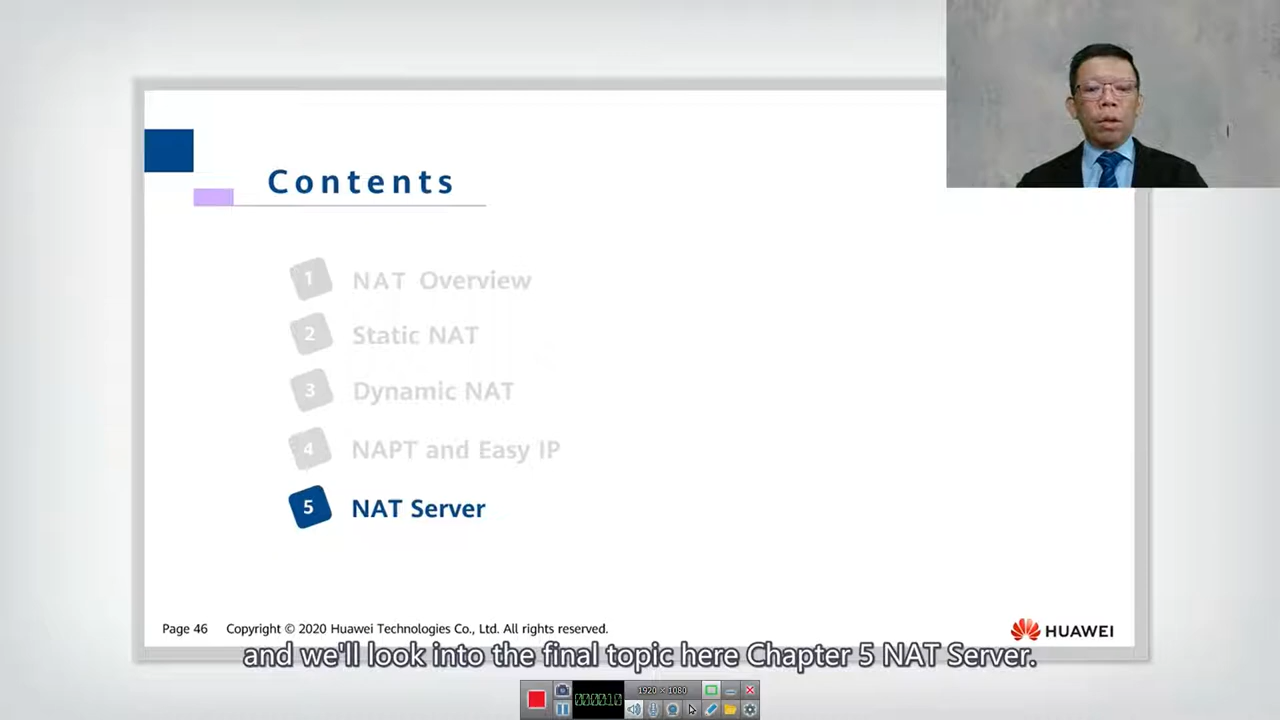 Contents
1 NAT Overview
2 Static NAT
3 Dynamic NAT
4 NAPT and Easy IP
5 NAT Server
Page 46 Copyright © 2020 Huawei Technologies Co., Ltd. All rights reserved.
HUAWEI
and we'll look into the final topic here Chapter 5 NAT Server.
1920 × 1080